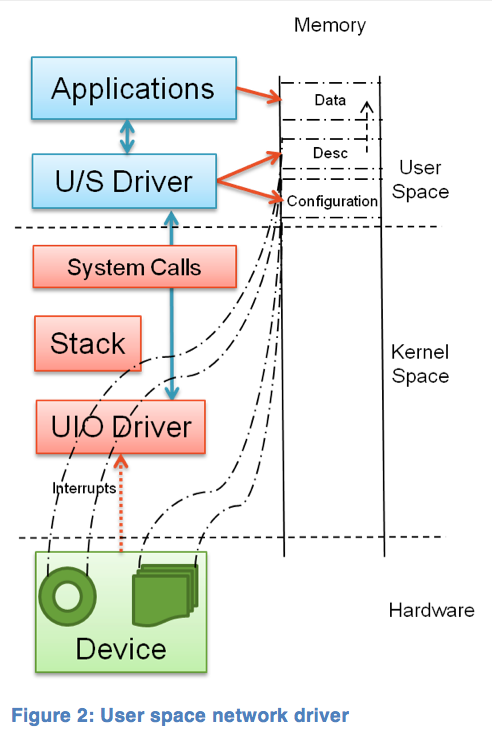 Memory
Applications
Data
U/S Driver
Desc
Configuration
User
Space
System Calls
Stack
Kernel
Space
UIO Driver
Interrupts
Device
Hardware
Figure 2: User space network driver